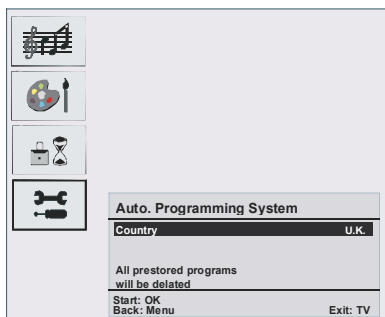 Auto. Programming System
Country U.K.
All prestored programs
will be delated
Start: OK
Back: Menu Exit: TV